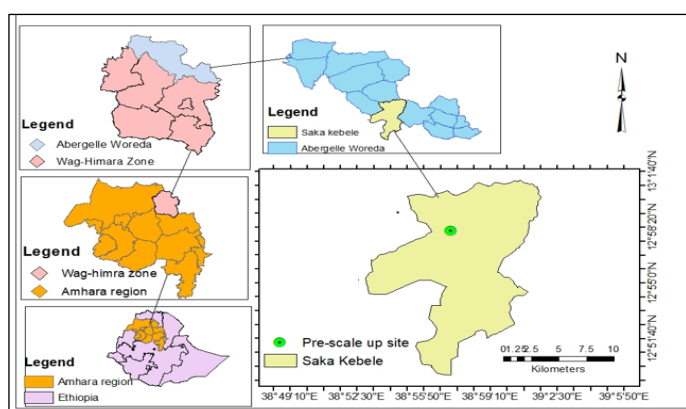 Legend
Abergelle Woreda
Wag-Himara Zone
Legend
Saka kebele
Abergelle Woreda
N
Legend
Wag-himra zone
Amhara region
Legend
Amhara region
Ethiopia
Pre-scale up site
Saka Kebele
01.252.5 5 7.5 10
Kilometers
13°1'40"N
12°58'20"N
12°55'0"N
12°51'40"N
38°49'10"E 38°52'30"E 38°55'50"E 38°59'10"E 39°2'30"E 39°5'50"E